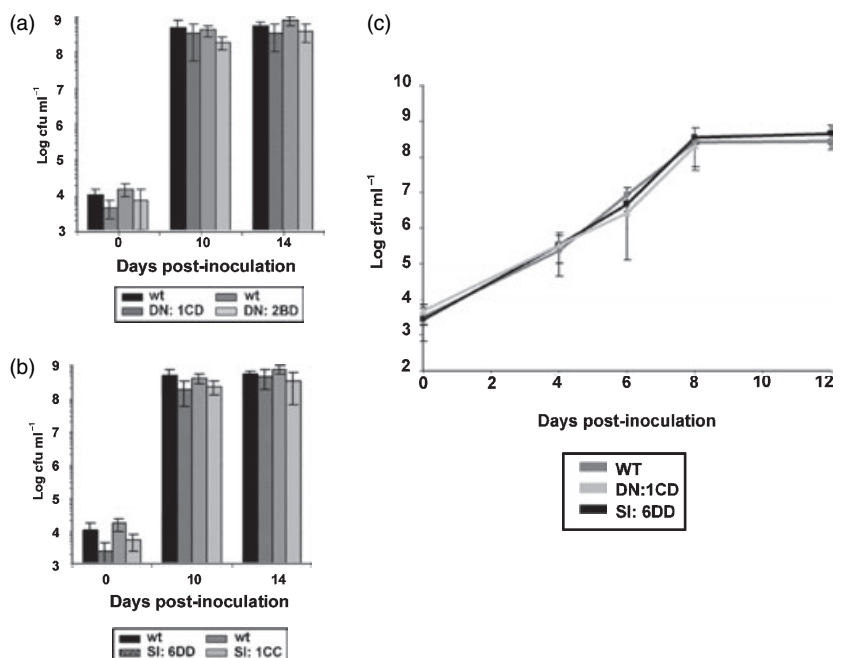 (a)
9
8
7
6
5
4
3
Log cfu ml⁻¹
0 10 14
Days post-inoculation
wt wt
DN: 1CD DN: 2BD
(b)
9
8
7
6
5
4
3
Log cfu ml⁻¹
0 10 14
Days post-inoculation
wt wt
SI: 6DD SI: 1CC
(c)
10
9
8
7
6
5
4
3
2
Log cfu ml⁻¹
0 2 4 6 8 10 12
Days post-inoculation
WT
DN:1CD
SI: 6DD